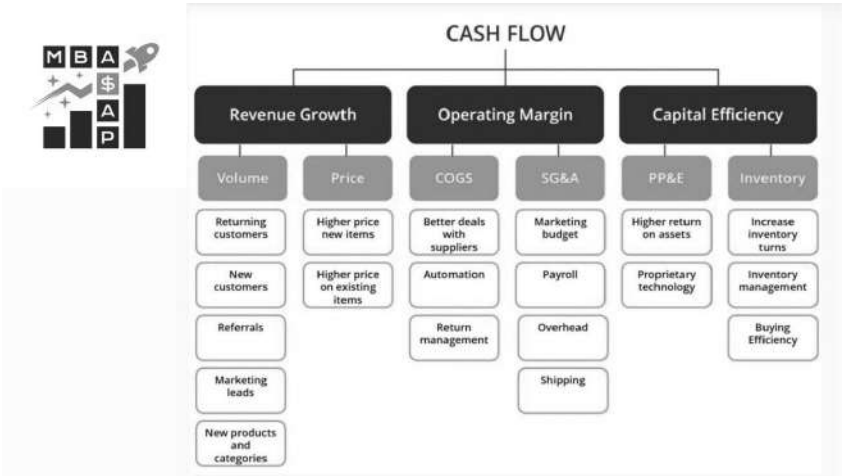 MBA
$
A
P
CASH FLOW
Revenue Growth
Operating Margin
Capital Efficiency
Volume
Price
COGS
SG&A
PP&E
Inventory
Returning
customers
New
customers
Referrals
Marketing
leads
New products
and
categories
Higher price
new items
Higher price
on existing
items
Better deals
with
suppliers
Automation
Return
management
Marketing
budget
Payroll
Overhead
Shipping
Higher return
on assets
Proprietary
technology
Increase
inventory
turns
Inventory
management
Buying
Efficiency